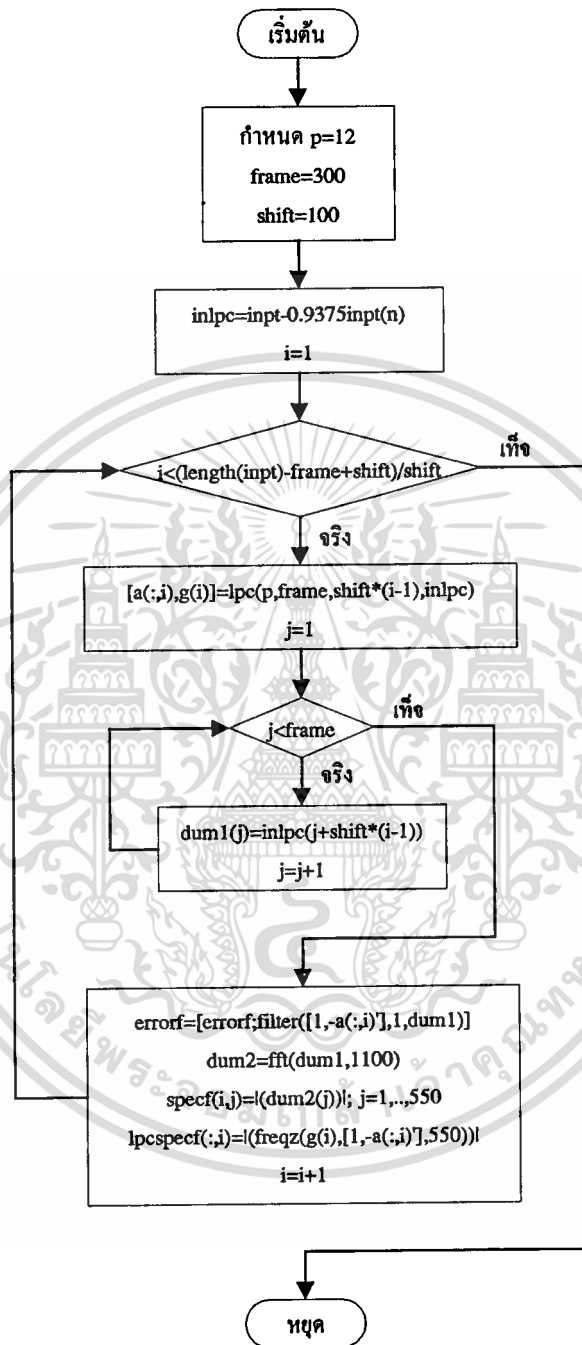 เริ่มต้น
กำหนด p=12
frame=300
shift=100
inlpc=inpt-0.9375inpt(n)
i=1
i<(length(inpt)-frame+shift)/shift
เท็จ
จริง
[a(:,i),g(i)]=lpc(p,frame,shift*(i-1),inlpc)
j=1
j<frame
เท็จ
จริง
dum1(j)=inlpc(j+shift*(i-1))
j=j+1
errorf=[errorf;filter([1,-a(:,i)'],1,dum1)]
dum2=fft(dum1,1100)
specf(i,j)=|(dum2(j))|; j=1,..,550
lpcspecf(:,i)=|(freqz(g(i),[1,-a(:,i)'],550))|
i=i+1
หยุด